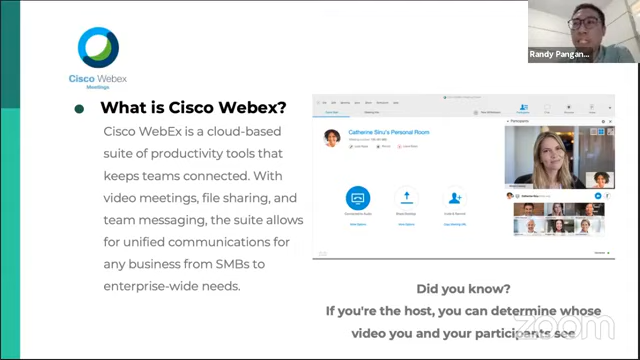 Cisco Webex
Meetings
Randy Pangan...
What is Cisco Webex?
Cisco WebEx is a cloud-based
suite of productivity tools that
keeps teams connected. With
video meetings, file sharing, and
team messaging, the suite allows
for unified communications for
any business from SMBs to
enterprise-wide needs.
Catherine Sinu's Personal Room
Did you know?
If you're the host, you can determine whose
video you and your participants see
zoom